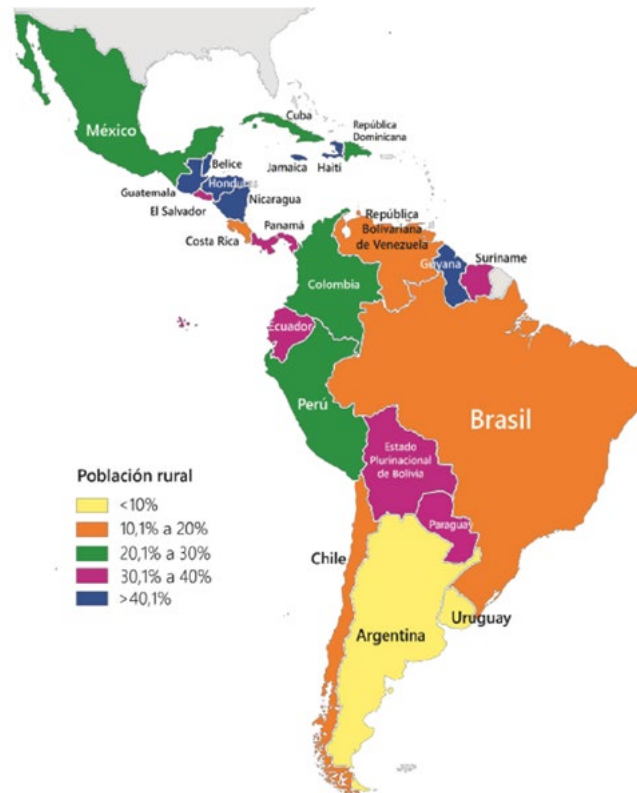 México
Cuba
República
Dominicana
Belice
Jamaica
Haití
Guatemala
Honduras
Nicaragua
El Salvador
Costa Rica
Panamá
República
Bolivariana
de Venezuela
Guyana
Suriname
Colombia
Ecuador
Perú
Brasil
Estado
Plurinacional
de Bolivia
Paraguay
Chile
Argentina
Uruguay
Población rural
<10%
10,1% a 20%
20,1% a 30%
30,1% a 40%
>40,1%